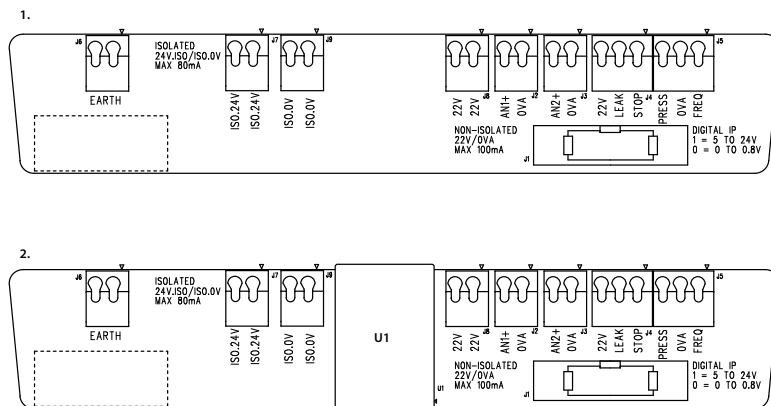 1.
J6
EARTH
ISOLATED
24V.ISO/ISO.0V
MAX 80mA
J7
ISO.24V
ISO.24V
J9
ISO.0V
ISO.0V
J8
22V
22V
J2
AN1+
0VA
J3
AN2+
0VA
J4
22V
LEAK
STOP
J5
PRESS
0VA
FREQ
NON-ISOLATED
22V/0VA
MAX 100mA
J1
DIGITAL IP
1 = 5 TO 24V
0 = 0 TO 0.8V
2.
J6
EARTH
ISOLATED
24V.ISO/ISO.0V
MAX 80mA
J7
ISO.24V
ISO.24V
J9
ISO.0V
ISO.0V
U1
U1
J8
22V
22V
J2
AN1+
0VA
J3
AN2+
0VA
J4
22V
LEAK
STOP
J5
PRESS
0VA
FREQ
NON-ISOLATED
22V/0VA
MAX 100mA
J1
DIGITAL IP
1 = 5 TO 24V
0 = 0 TO 0.8V